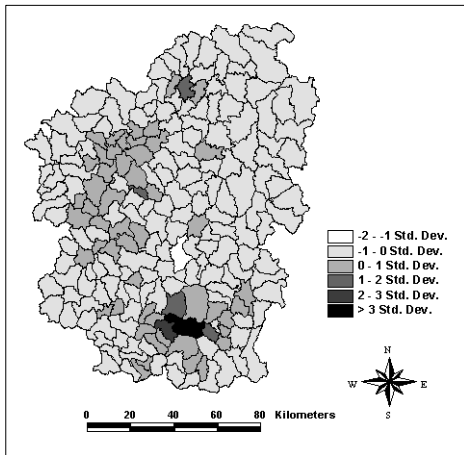 -2 - -1 Std. Dev.
-1 - 0 Std. Dev.
0 - 1 Std. Dev.
1 - 2 Std. Dev.
2 - 3 Std. Dev.
> 3 Std. Dev.
N
W E
S
0 20 40 60 80 Kilometers